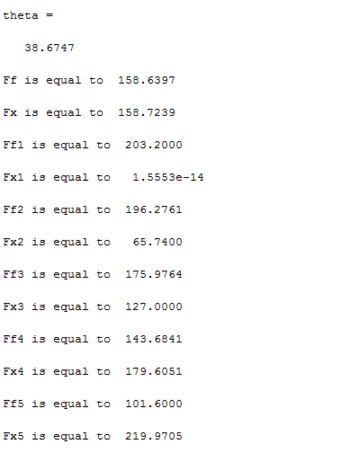 theta =
38.6747
Ff is equal to 158.6397
Fx is equal to 158.7239
Ff1 is equal to 203.2000
Fx1 is equal to 1.5553e-14
Ff2 is equal to 196.2761
Fx2 is equal to 65.7400
Ff3 is equal to 175.9764
Fx3 is equal to 127.0000
Ff4 is equal to 143.6841
Fx4 is equal to 179.6051
Ff5 is equal to 101.6000
Fx5 is equal to 219.9705